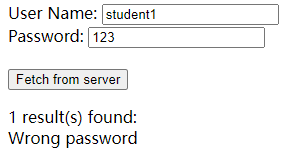 User Name: student1
Password: 123
Fetch from server
1 result(s) found:
Wrong password